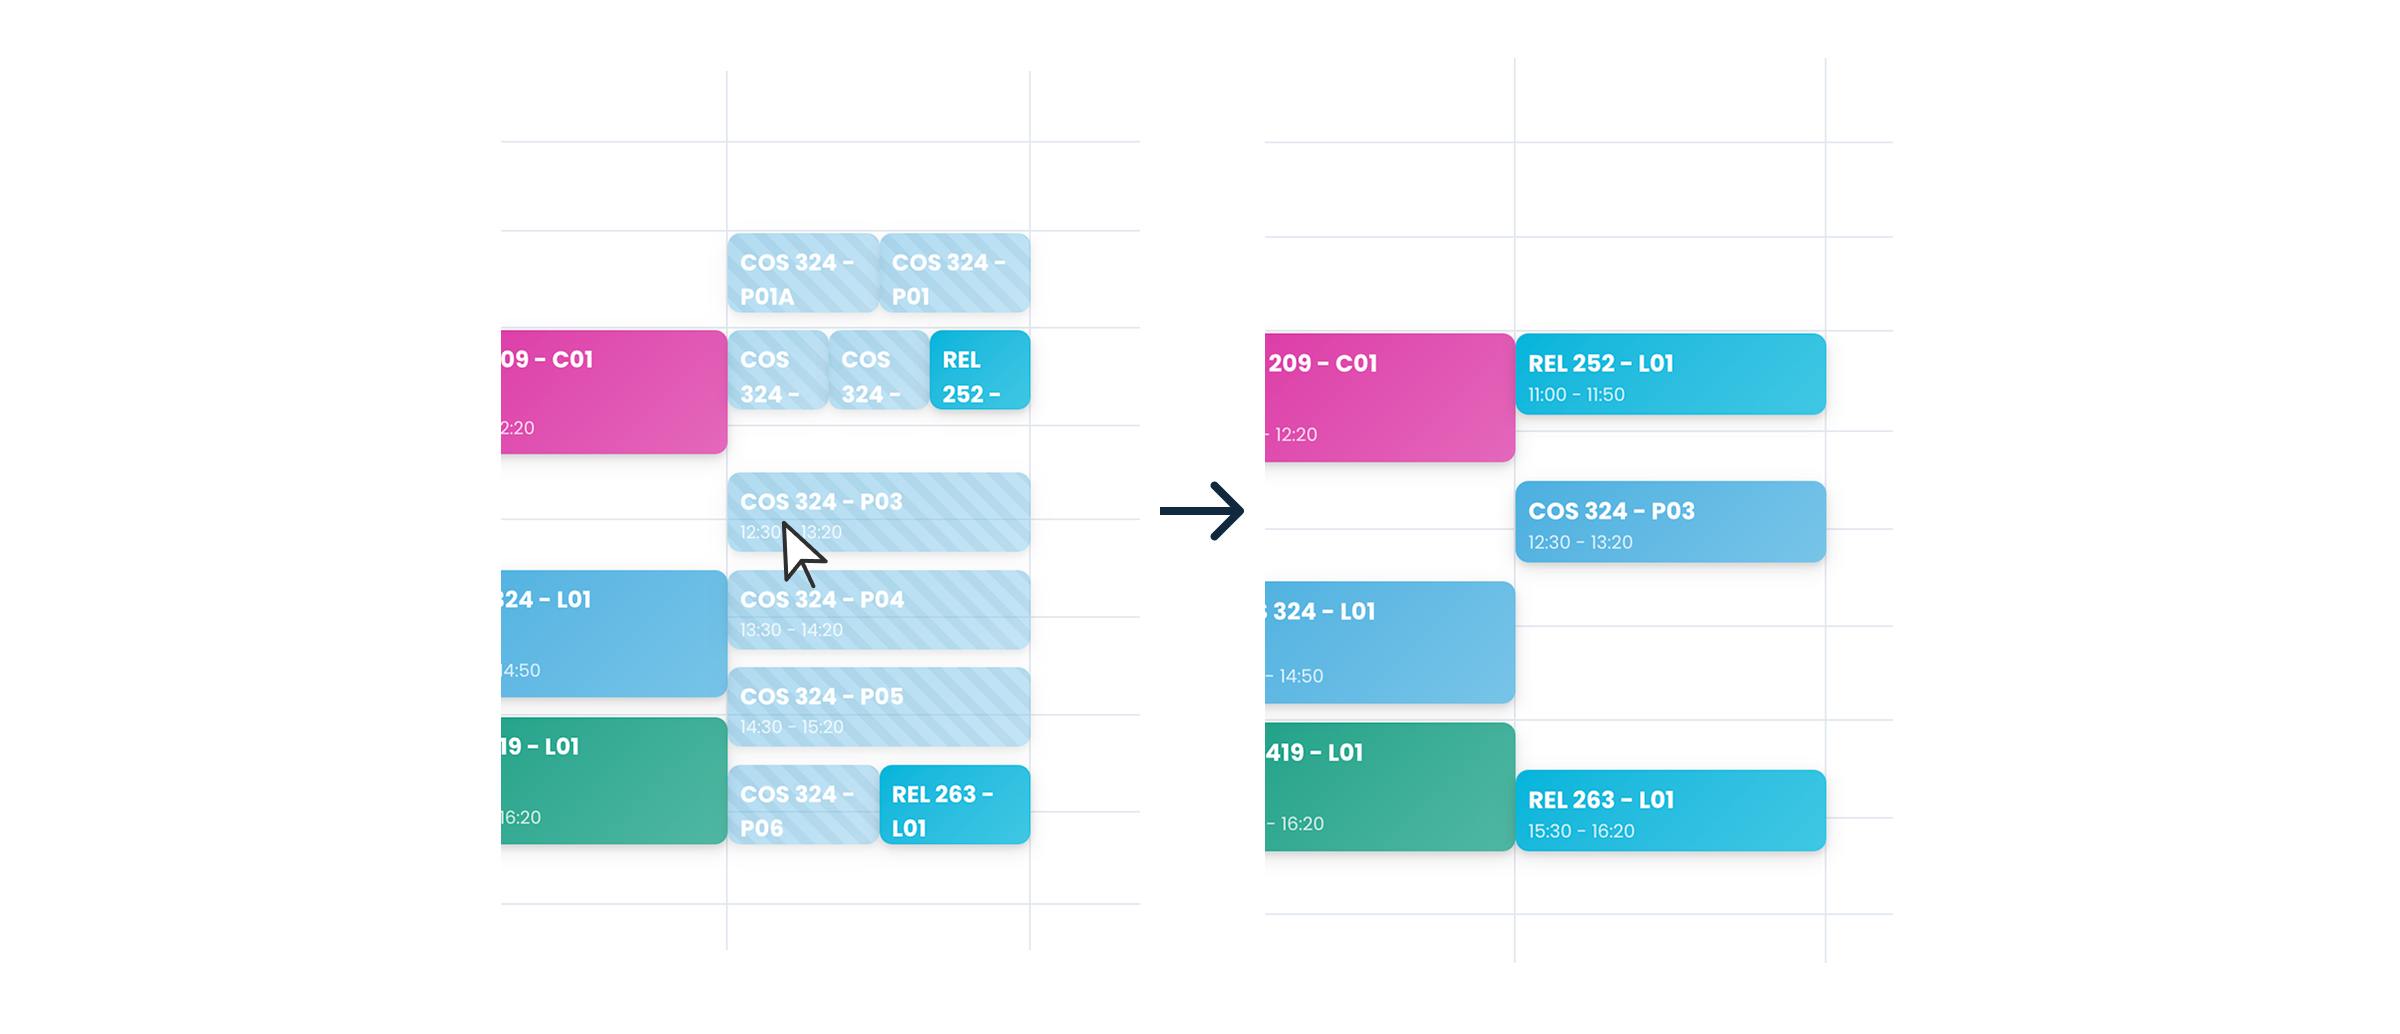 COS 324 -
P01A
COS 324 -
P01
09 - C01
2:20
COS
324 -
COS
324 -
REL
252 -
COS 324 - P03
12:30 - 13:20
324 - L01
14:50
COS 324 - P04
13:30 - 14:20
COS 324 - P05
14:30 - 15:20
19 - L01
16:20
COS 324 -
P06
REL 263 -
L01
209 - C01
- 12:20
REL 252 - L01
11:00 - 11:50
COS 324 - P03
12:30 - 13:20
S 324 - L01
- 14:50
419 - L01
- 16:20
REL 263 - L01
15:30 - 16:20